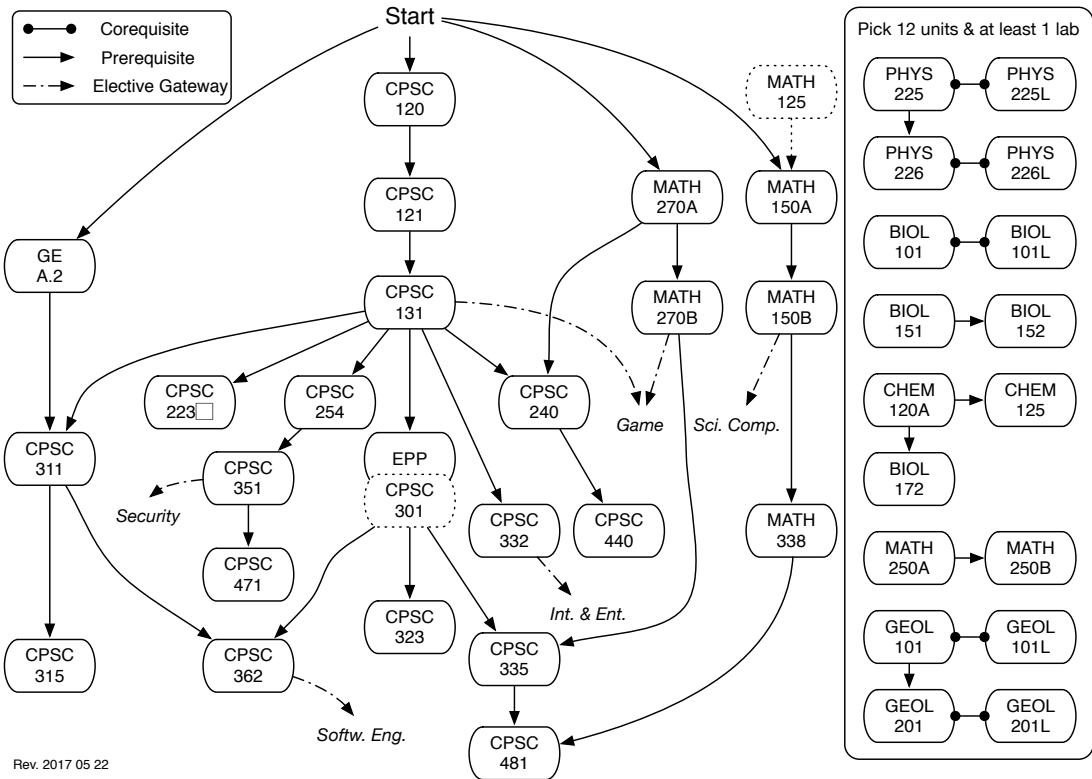 Start
Corequisite
Prerequisite
Elective Gateway
Pick 12 units & at least 1 lab
CPSC
120
MATH
125
CPSC
121
MATH
270A
MATH
150A
GE
A.2
CPSC
131
MATH
270B
MATH
150B
CPSC
223
CPSC
254
CPSC
240
Game
Sci. Comp.
CPSC
311
CPSC
351
EPP
CPSC
301
Security
CPSC
332
CPSC
440
MATH
338
CPSC
471
Int. & Ent.
CPSC
323
CPSC
315
CPSC
362
CPSC
335
Softw. Eng.
CPSC
481
PHYS
225
PHYS
225L
PHYS
226
PHYS
226L
BIOL
101
BIOL
101L
BIOL
151
BIOL
152
CHEM
120A
CHEM
125
BIOL
172
MATH
250A
MATH
250B
GEOL
101
GEOL
101L
GEOL
201
GEOL
201L
Rev. 2017 05 22